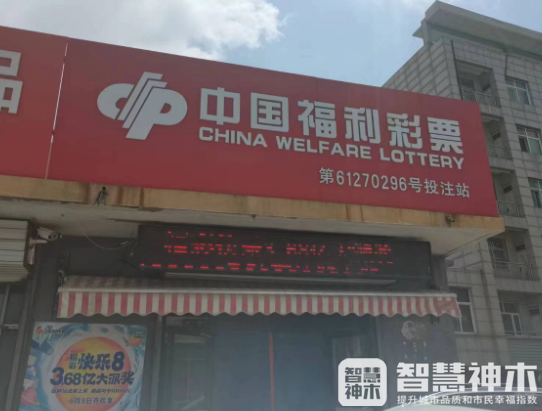 品
中国福利彩票
CHINA WELFARE LOTTERY
第61270296号投注站
快乐8
3.68亿大派奖
智慧神木
提升城市品质和市民幸福指数